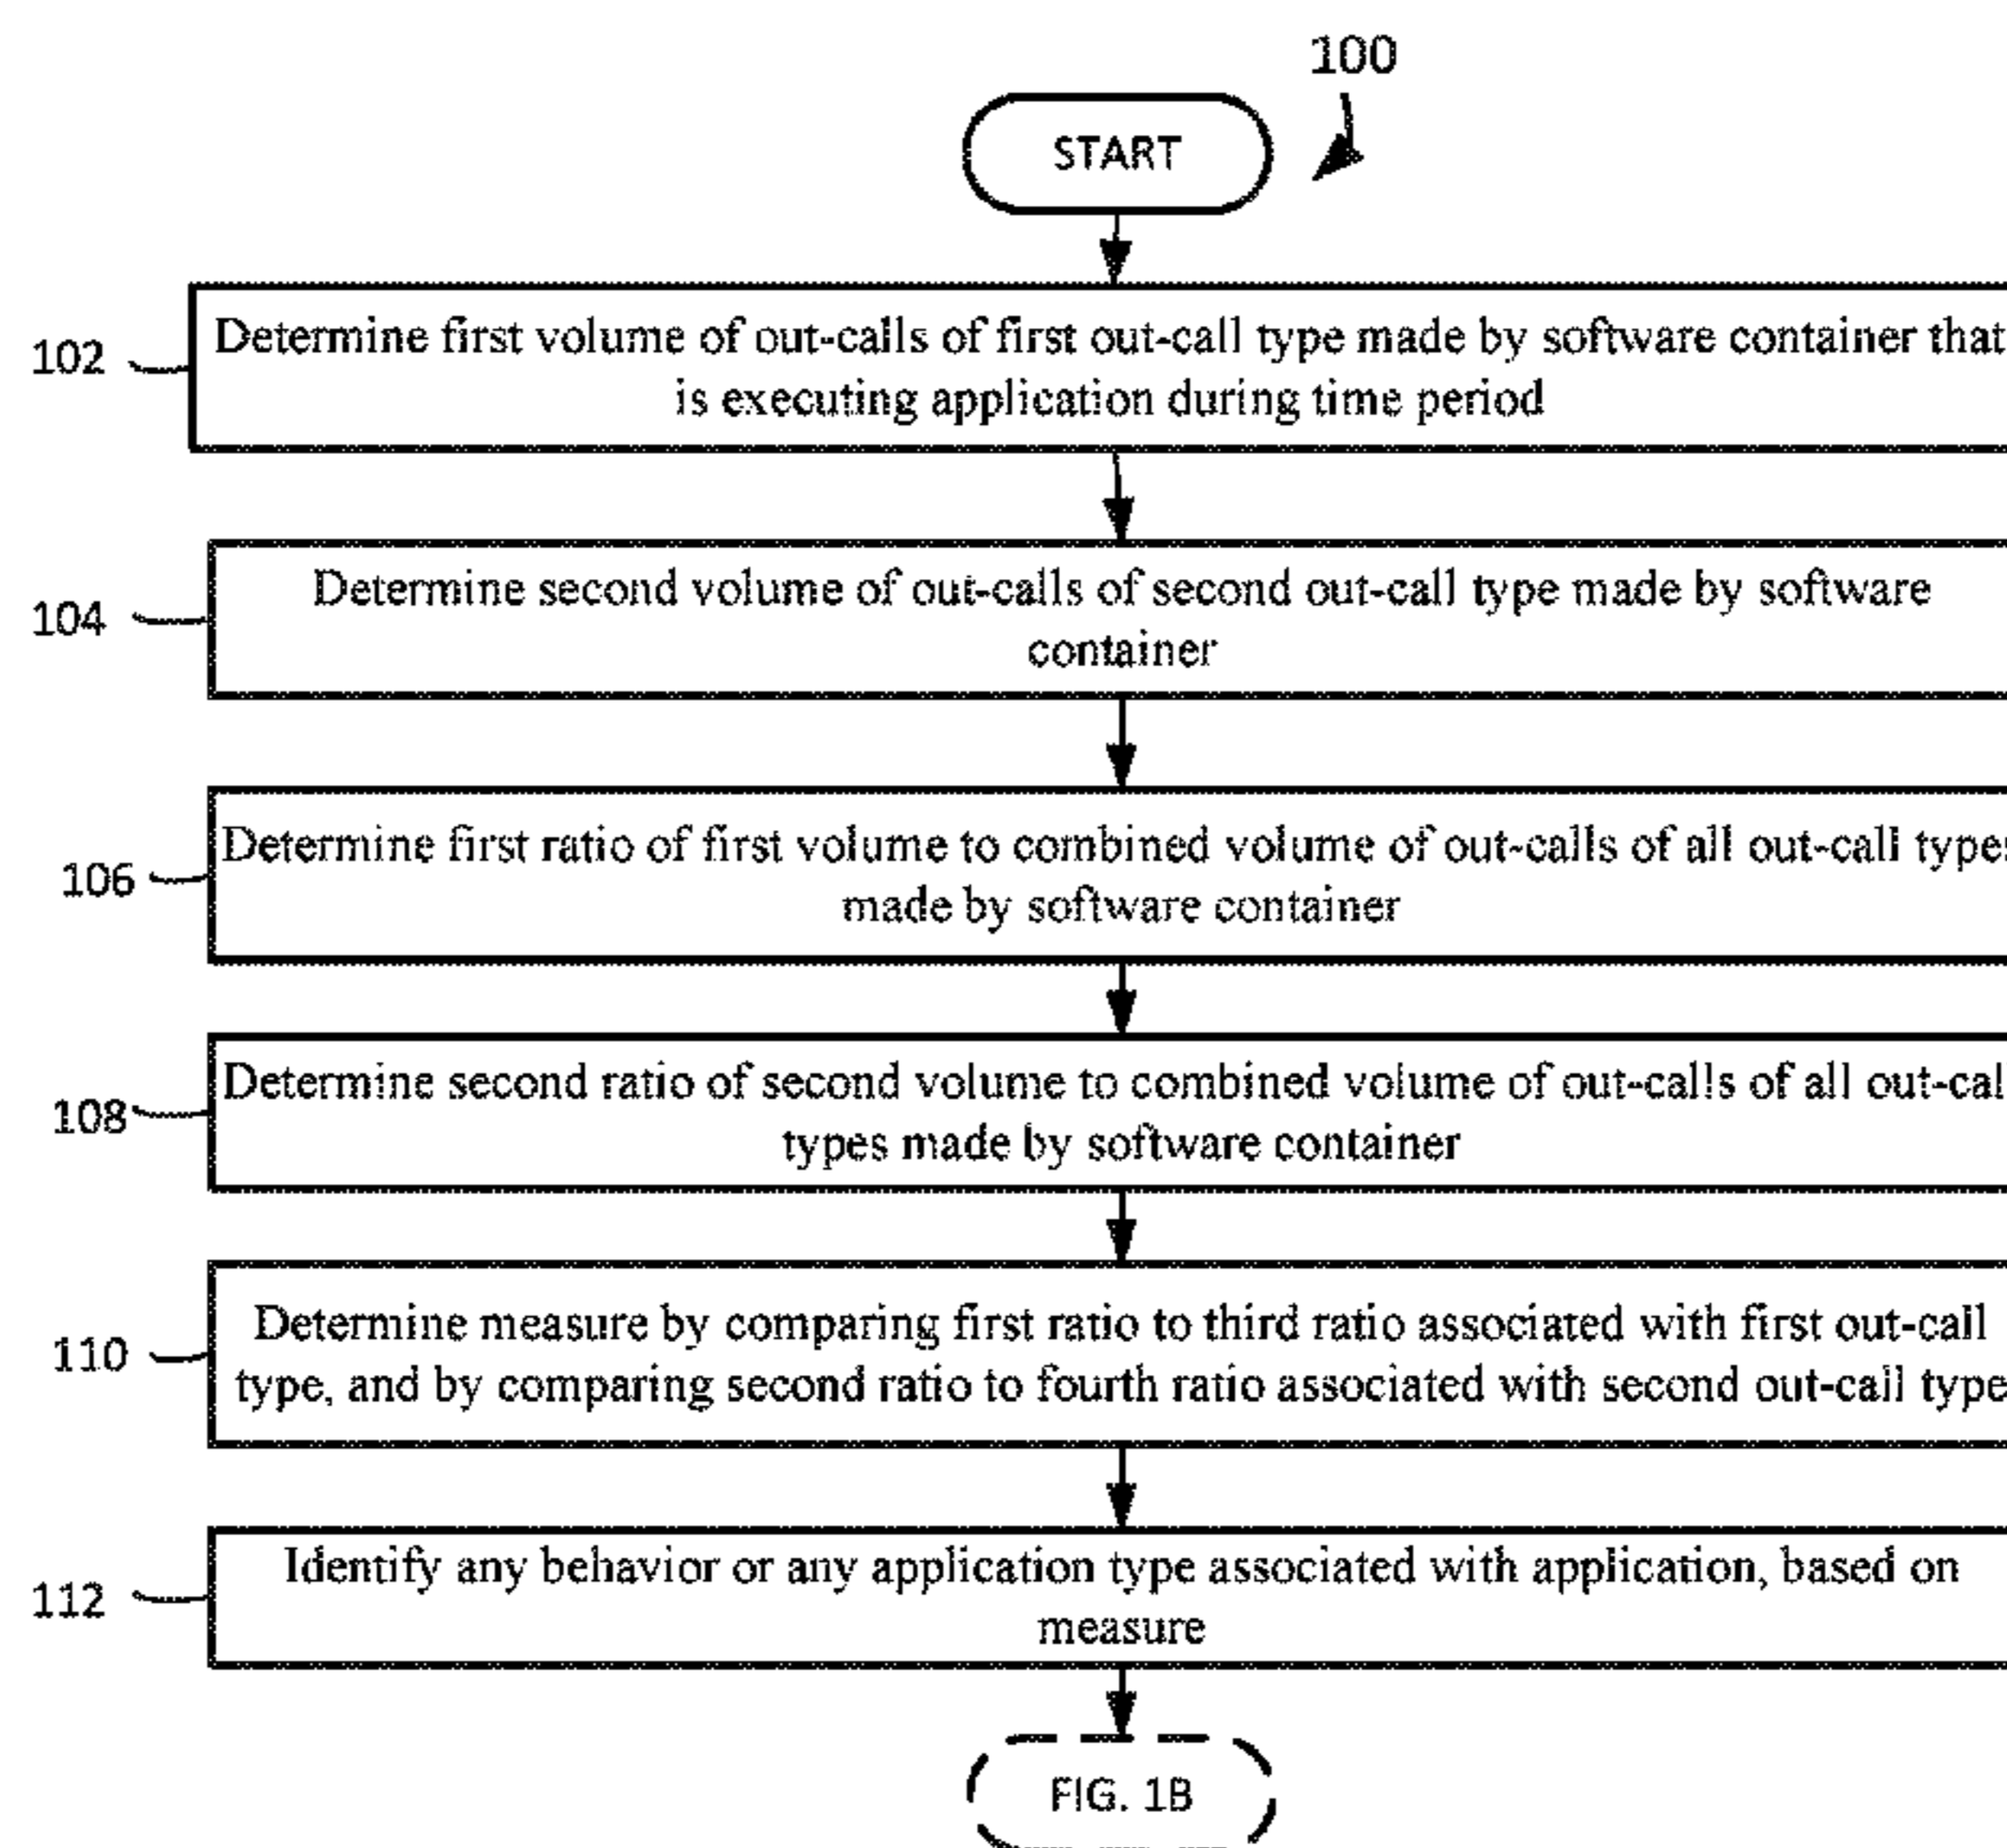 100
START
102
Determine first volume of out-calls of first out-call type made by software container that
is executing application during time period
104
Determine second volume of out-calls of second out-call type made by software
container
106
Determine first ratio of first volume to combined volume of out-calls of all out-call types
made by software container
108
Determine second ratio of second volume to combined volume of out-calls of all out-call
types made by software container
110
Determine measure by comparing first ratio to third ratio associated with first out-call
type, and by comparing second ratio to fourth ratio associated with second out-call type
112
Identify any behavior or any application type associated with application, based on
measure
FIG. 1B